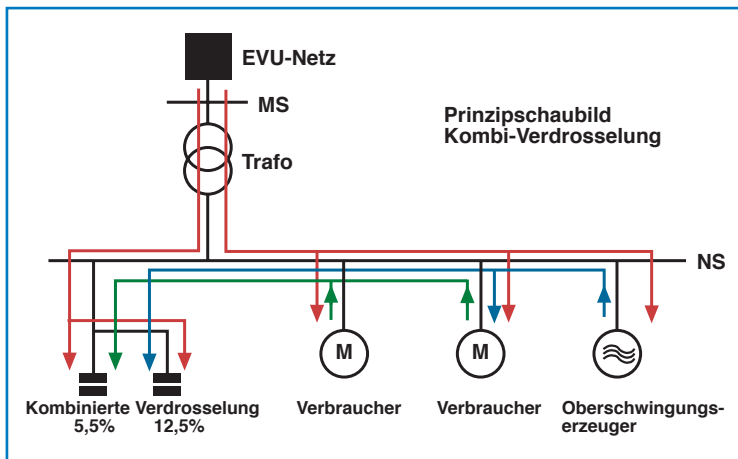 EVU-Netz
MS
Prinzipschaubild
Kombi-Verdrosselung
Trafo
NS
M
M
Kombinierte Verdrosselung
5,5% 12,5%
Verbraucher
Verbraucher
Oberschwingungs-
erzeuger